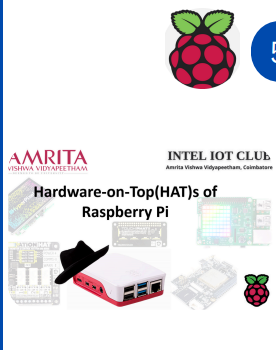 5
AMRITA
VISHWA VIDYAPEETHAM
INTEL IOT CLUB
Amrita Vishwa Vidyapeetham, Coimbatore
Hardware-on-Top(HAT)s of
Raspberry Pi